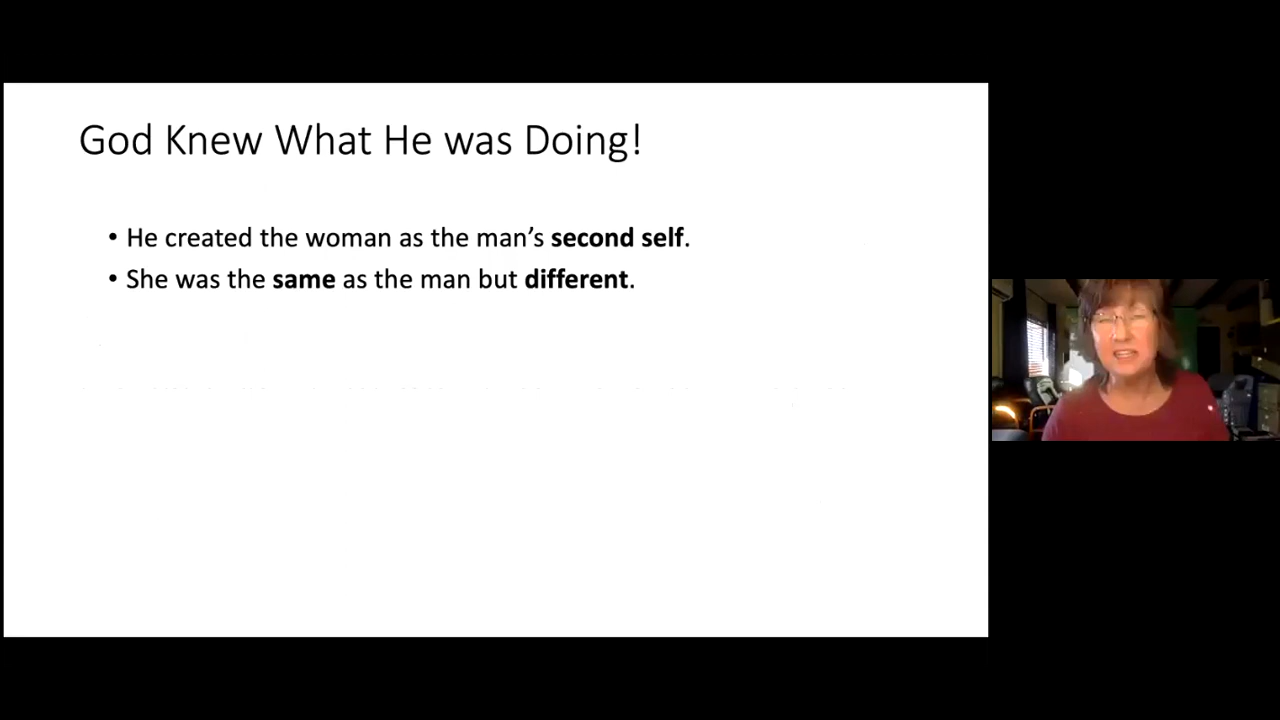 God Knew What He was Doing!
• He created the woman as the man’s second self.
• She was the same as the man but different.